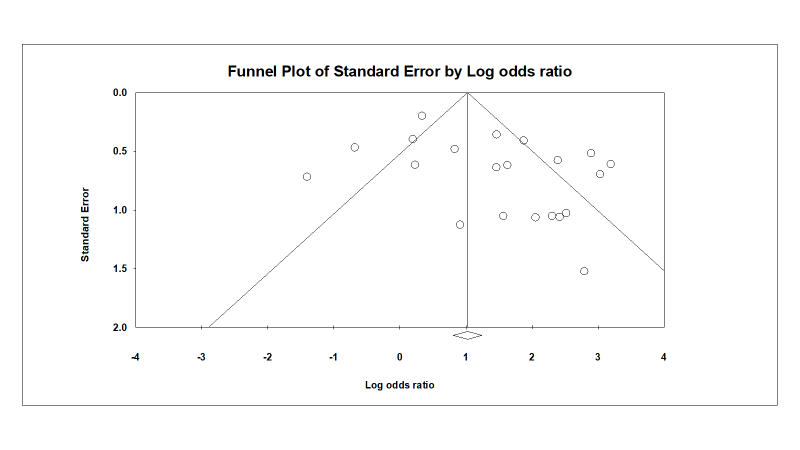 Funnel Plot of Standard Error by Log odds ratio
0.0
0.5
1.0
1.5
2.0
Standard Error
-4 -3 -2 -1 0 1 2 3 4
Log odds ratio